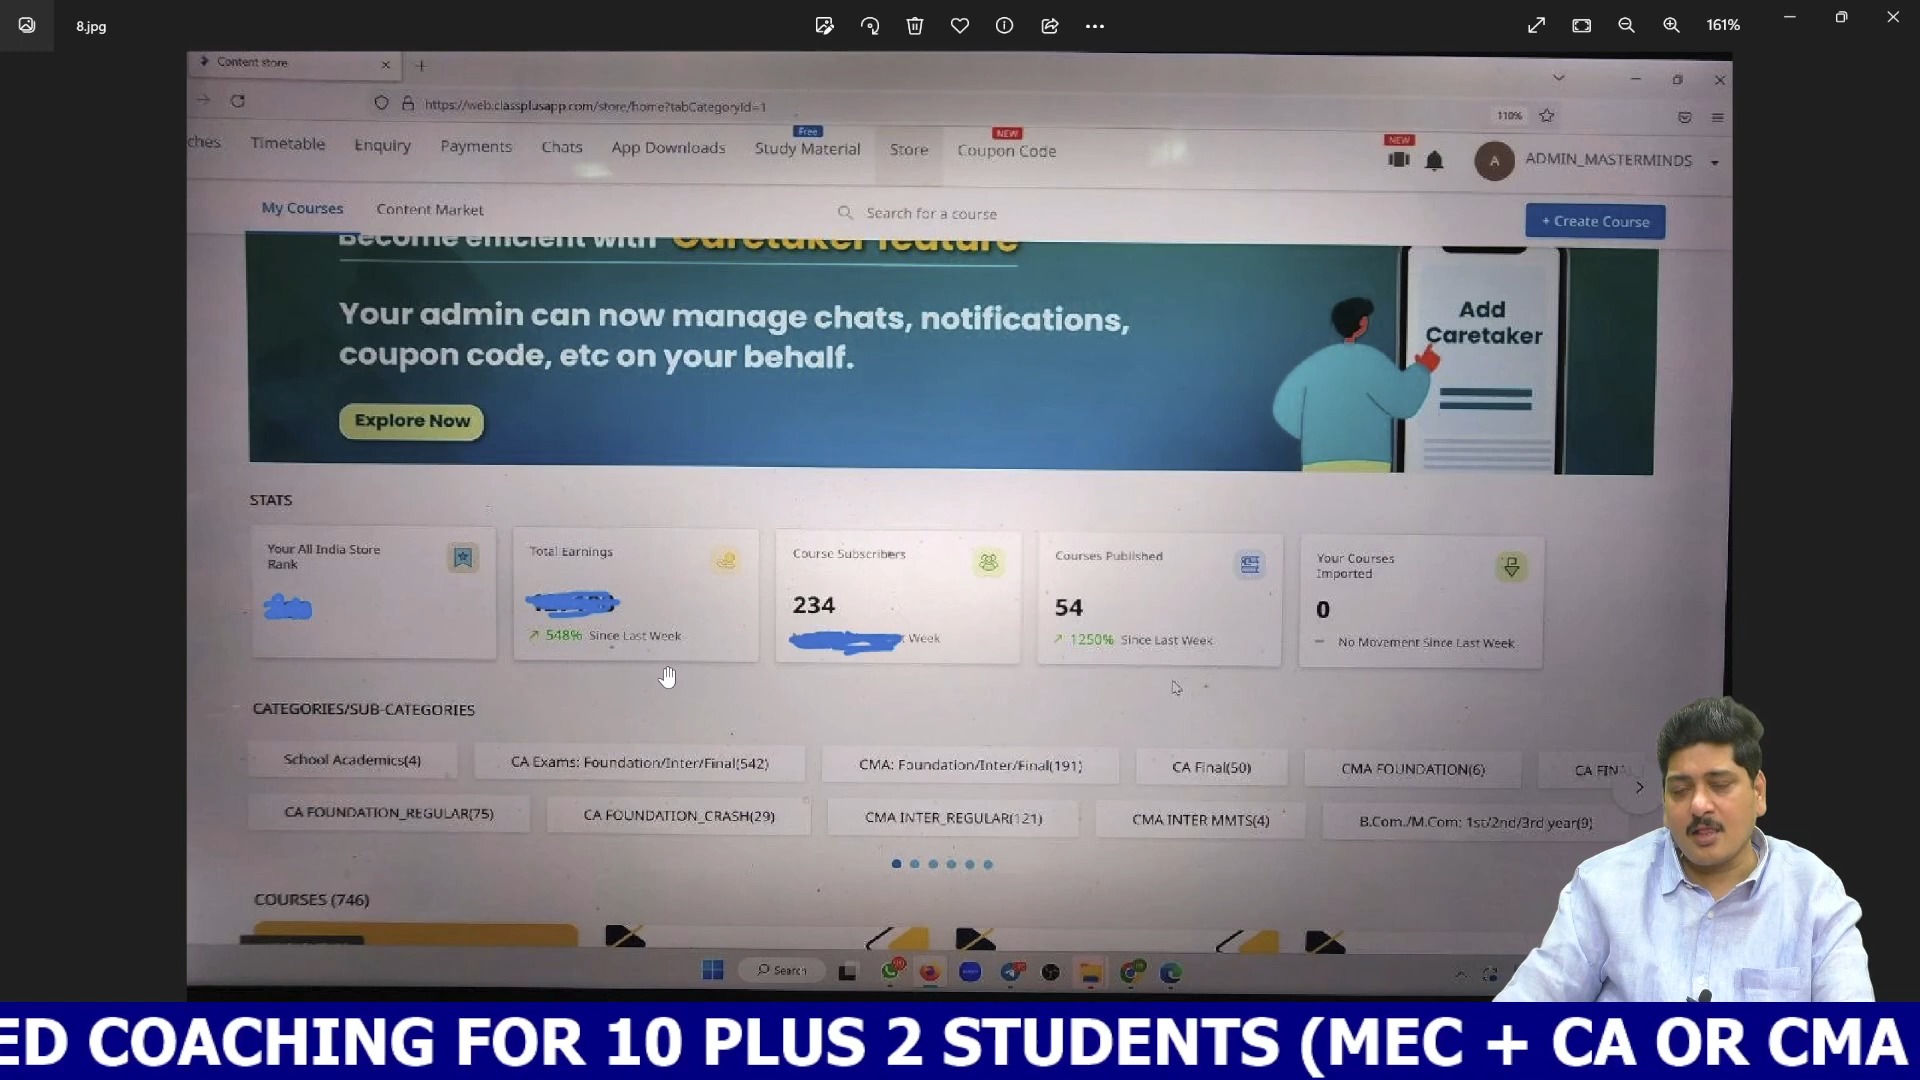 8.jpg
161%
Content store
https://web.classplusapp.com/store/home?tabCategoryId=1
110%
ches Timetable Enquiry Payments Chats App Downloads Free Study Material Store NEW Coupon Code NEW A ADMIN_MASTERMINDS
My Courses Content Market Search for a course + Create Course
Become efficient with Caretaker feature
Your admin can now manage chats, notifications,
coupon code, etc on your behalf.
Explore Now
Add
Caretaker
STATS
Your All India Store
Rank
Total Earnings
548% Since Last Week
Course Subscribers
234
Week
Courses Published
54
1250% Since Last Week
Your Courses
Imported
0
No Movement Since Last Week
CATEGORIES/SUB-CATEGORIES
School Academics(4) CA Exams: Foundation/Inter/Final(542) CMA: Foundation/Inter/Final(191) CA Final(50) CMA FOUNDATION(6) CA FINA
CA FOUNDATION_REGULAR(75) CA FOUNDATION_CRASH(29) CMA INTER_REGULAR(121) CMA INTER MMTS(4) B.Com./M.Com: 1st/2nd/3rd year(9)
COURSES (746)
Search
ED COACHING FOR 10 PLUS 2 STUDENTS (MEC + CA OR CMA